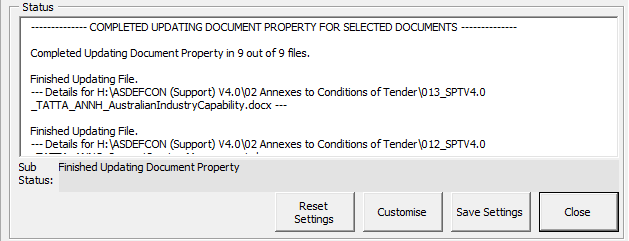 Status
-------------- COMPLETED UPDATING DOCUMENT PROPERTY FOR SELECTED DOCUMENTS --------------
Completed Updating Document Property in 9 out of 9 files.
Finished Updating File.
--- Details for H:\ASDEFCON (Support) V4.0\02 Annexes to Conditions of Tender\013_SPTV4.0
_TATTA_ANNH_AustralianIndustryCapability.docx ---
Finished Updating File.
--- Details for H:\ASDEFCON (Support) V4.0\02 Annexes to Conditions of Tender\012_SPTV4.0
Sub Status:
Finished Updating Document Property
Reset Settings
Customise
Save Settings
Close